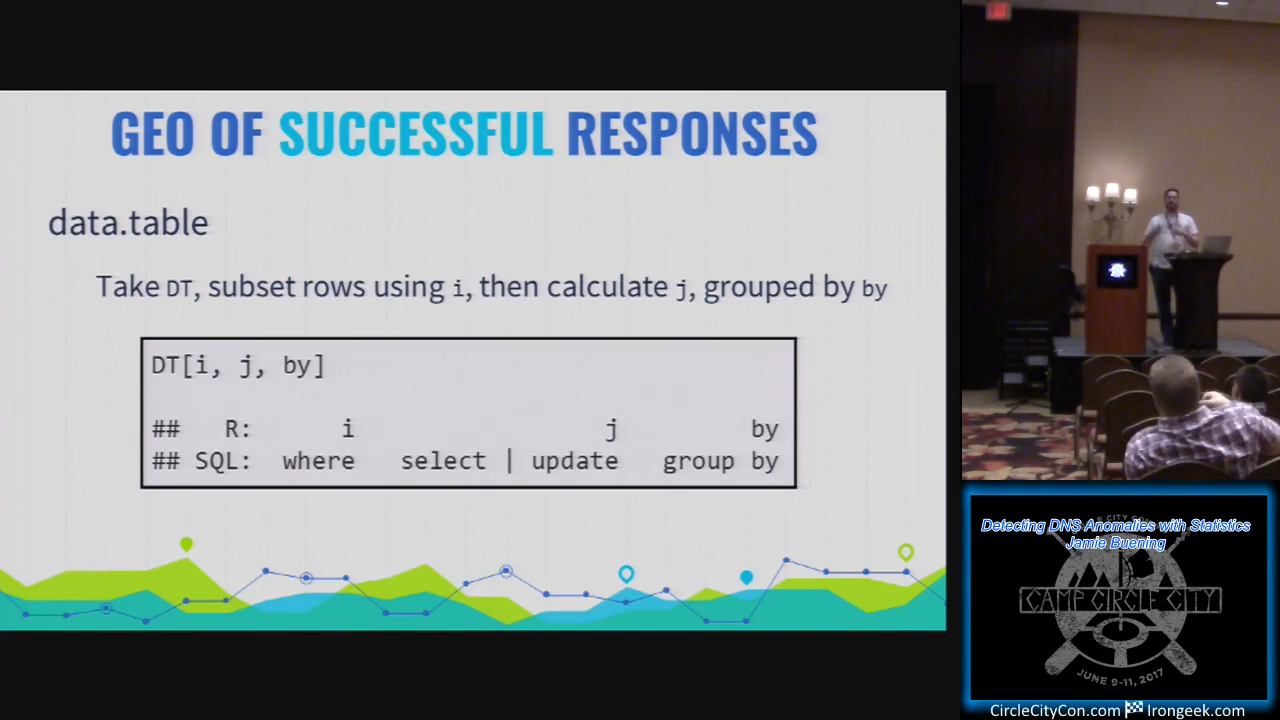 GEO OF SUCCESSFUL RESPONSES
data.table
Take DT, subset rows using i, then calculate j, grouped by by
DT[i, j, by]
## R: i j by
## SQL: where select | update group by
Detecting DNS Anomalies with Statistics
Jamie Buening
CAMP CIRCLE CITY
JUNE 9-11, 2017
CircleCityCon.com Irongeek.com